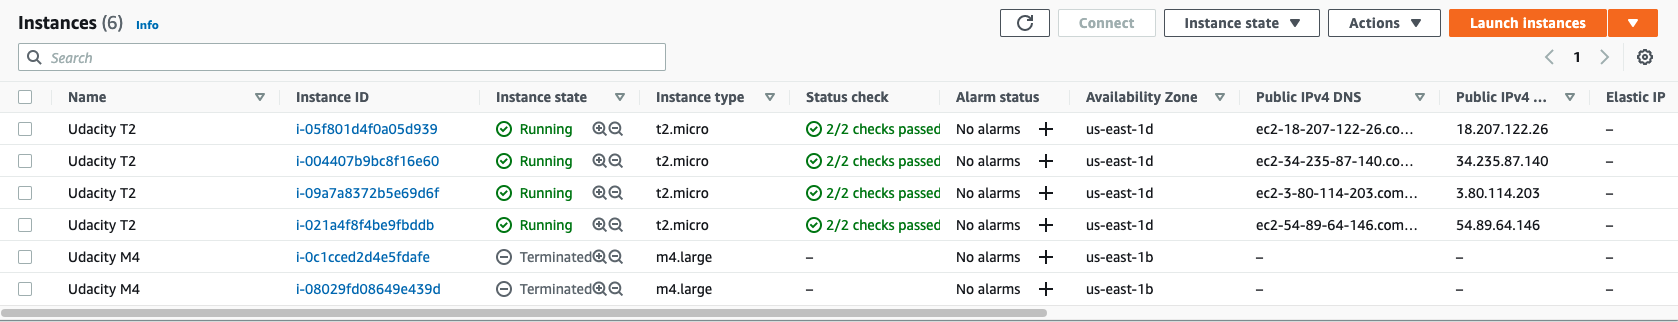 Instances (6) Info Connect Instance state Actions Launch instances
Search 1
Name Instance ID Instance state Instance type Status check Alarm status Availability Zone Public IPv4 DNS Public IPv4 ... Elastic IP
Udacity T2 i-05f801d4f0a05d939 Running t2.micro 2/2 checks passed No alarms + us-east-1d ec2-18-207-122-26.co... 18.207.122.26 –
Udacity T2 i-004407b9bc8f16e60 Running t2.micro 2/2 checks passed No alarms + us-east-1d ec2-34-235-87-140.co... 34.235.87.140 –
Udacity T2 i-09a7a8372b5e69d6f Running t2.micro 2/2 checks passed No alarms + us-east-1d ec2-3-80-114-203.com... 3.80.114.203 –
Udacity T2 i-021a4f8f4be9fbddb Running t2.micro 2/2 checks passed No alarms + us-east-1d ec2-54-89-64-146.com... 54.89.64.146 –
Udacity M4 i-0c1cced2d4e5fdafe Terminated m4.large – No alarms + us-east-1b – – –
Udacity M4 i-08029fd08649e439d Terminated m4.large – No alarms + us-east-1b – – –